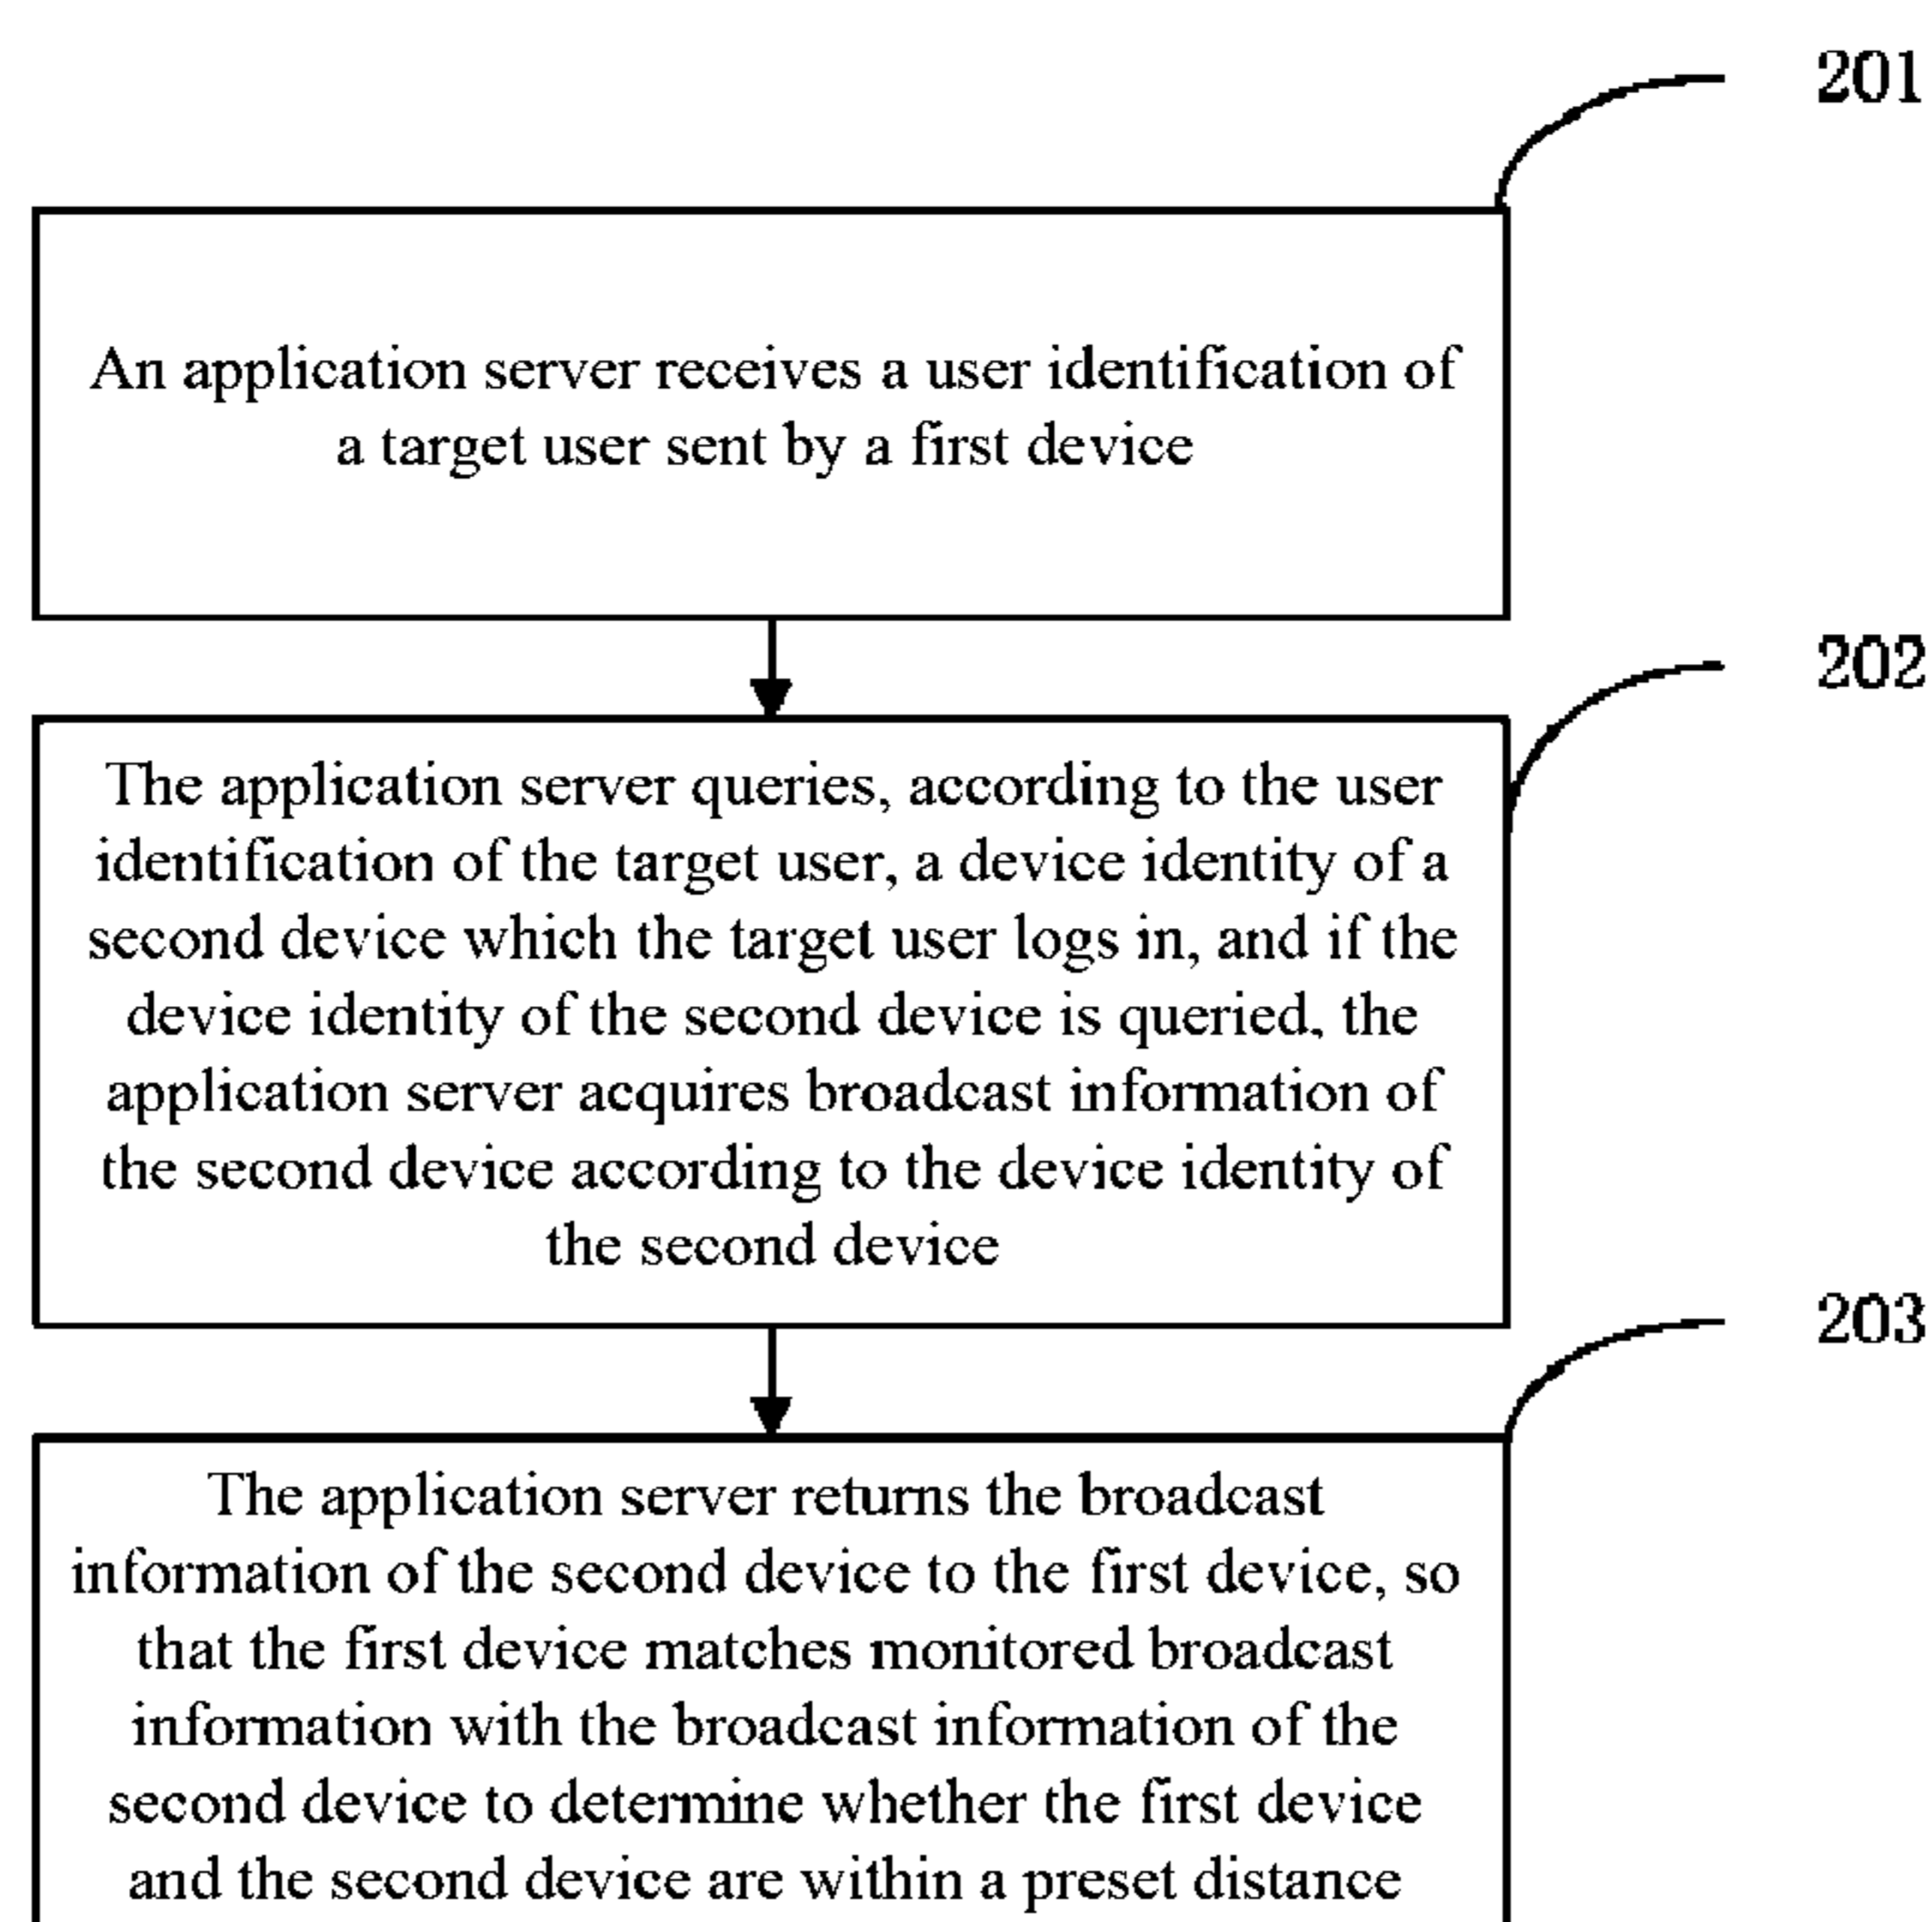 201
An application server receives a user identification of
a target user sent by a first device
202
The application server queries, according to the user
identification of the target user, a device identity of a
second device which the target user logs in, and if the
device identity of the second device is queried, the
application server acquires broadcast information of
the second device according to the device identity of
the second device
203
The application server returns the broadcast
information of the second device to the first device, so
that the first device matches monitored broadcast
information with the broadcast information of the
second device to determine whether the first device
and the second device are within a preset distance